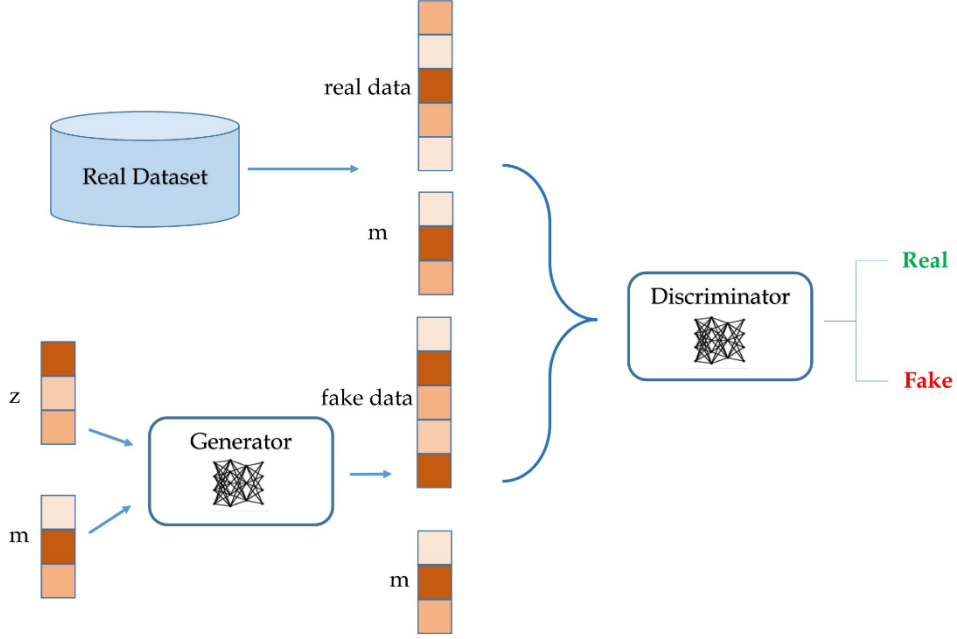 real data
Real Dataset
m
Discriminator
Real
Fake
z
fake data
Generator
m
m